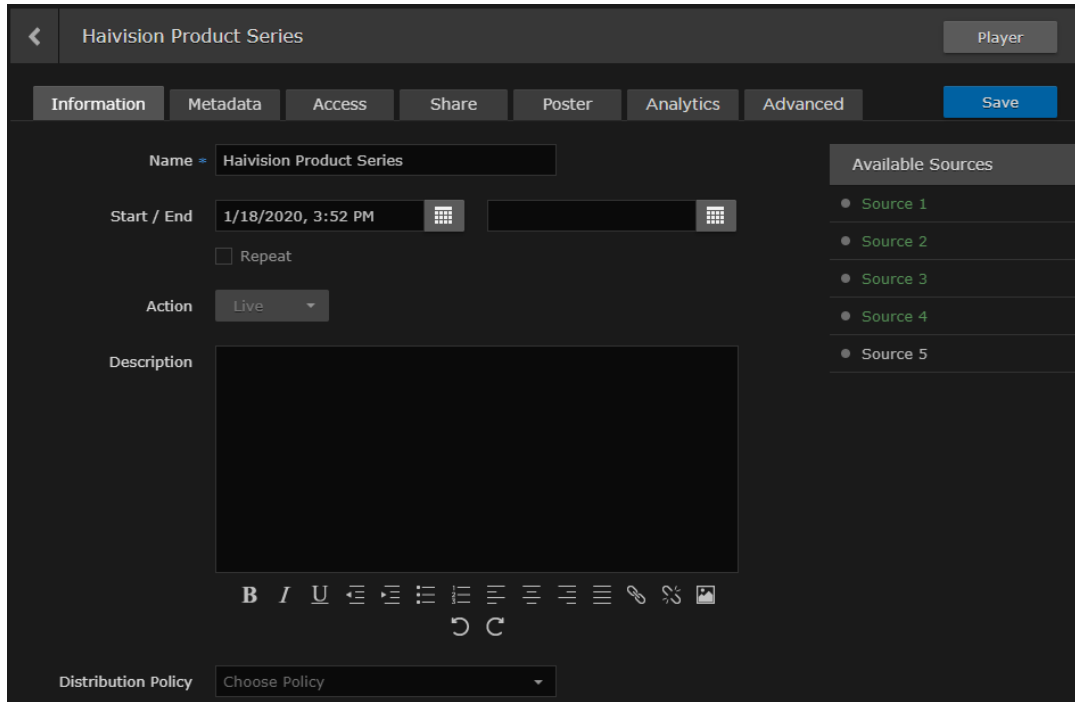 Haivision Product Series
Player
Information Metadata Access Share Poster Analytics Advanced Save
Name * Haivision Product Series
Available Sources
Start / End 1/18/2020, 3:52 PM
Source 1
Source 2
Repeat
Source 3
Action Live
Source 4
Description
Source 5
B I U
Distribution Policy Choose Policy